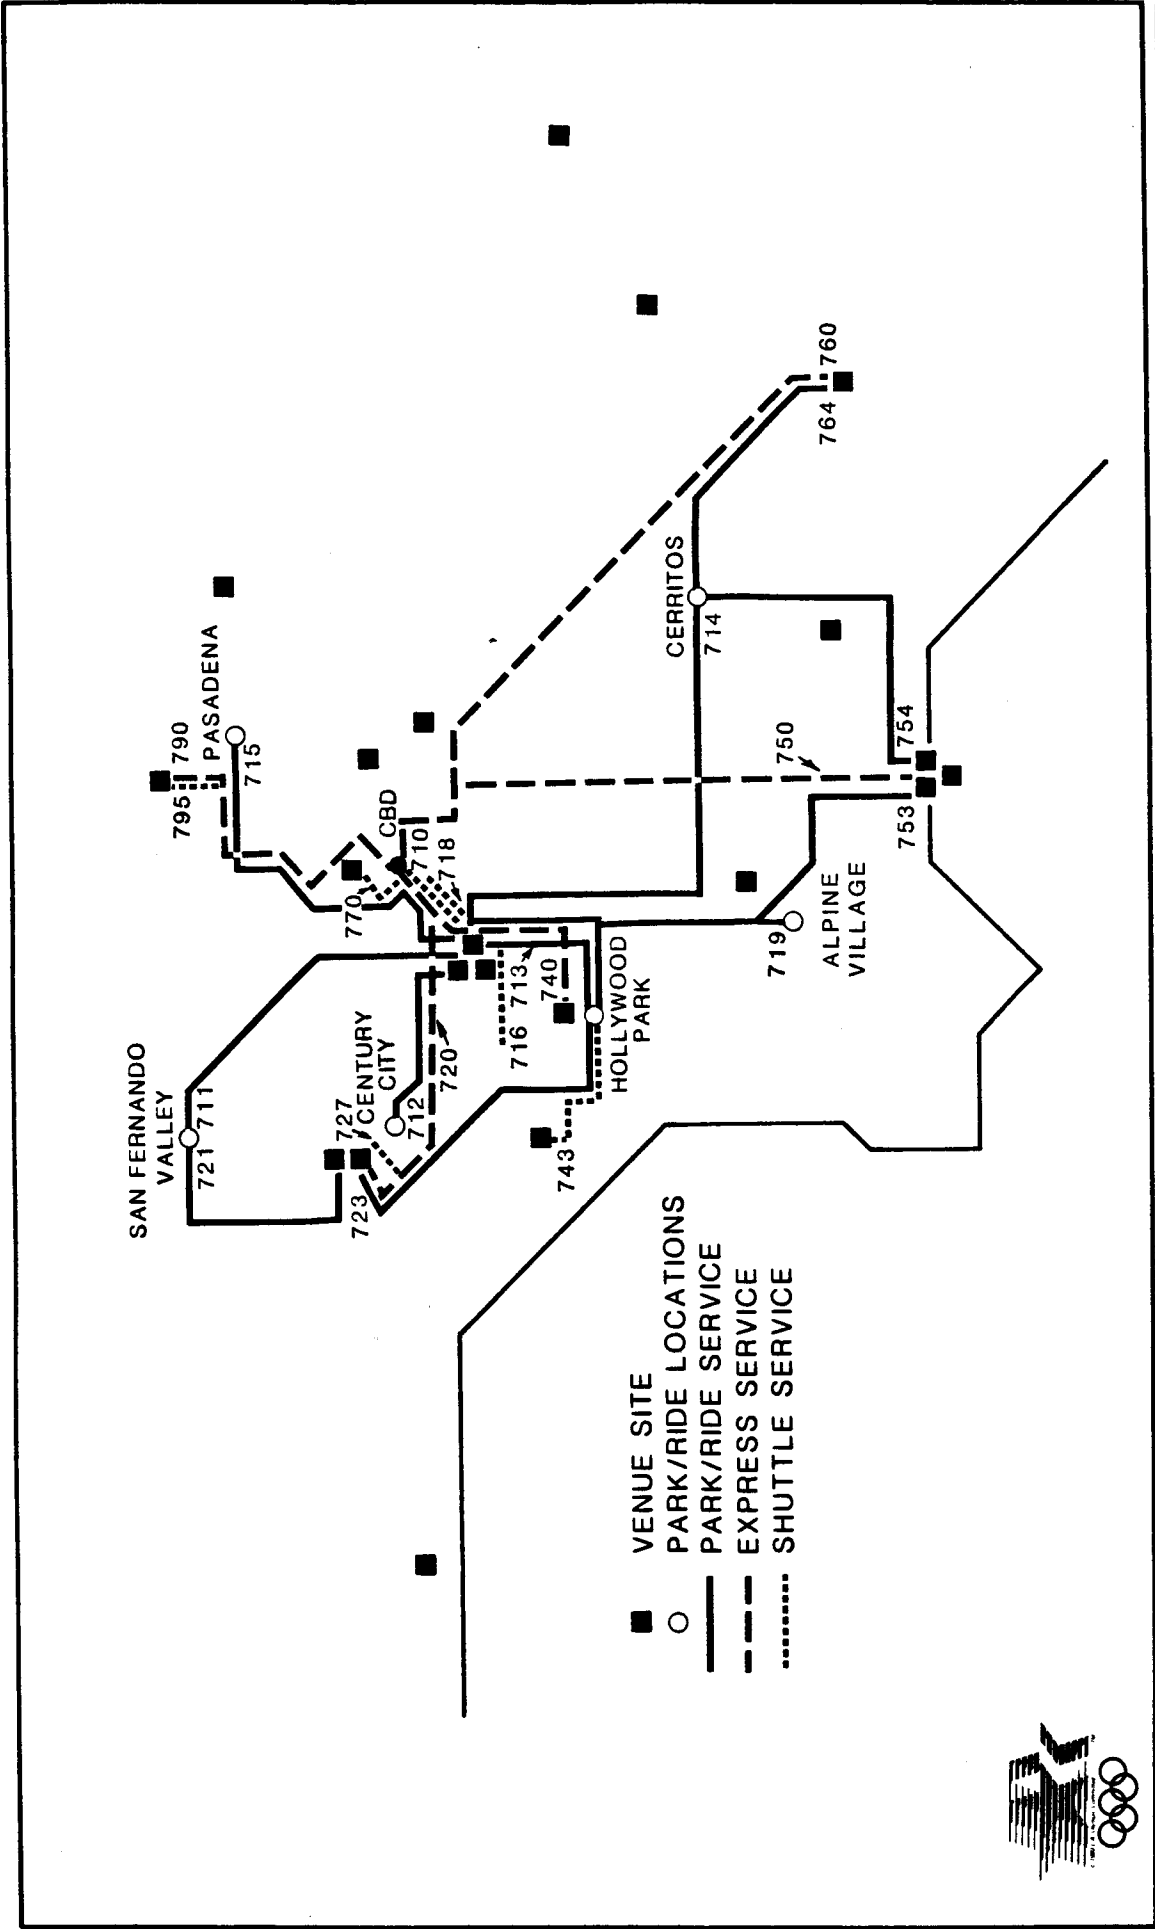 SAN FERNANDO
VALLEY
721
711
727
723
CENTURY
CITY
712
720
795
790
PASADENA
715
770
CBD
710
718
716
713
740
743
HOLLYWOOD
PARK
719
ALPINE
VILLAGE
CERRITOS
714
764
760
750
753
754
VENUE SITE
PARK/RIDE LOCATIONS
PARK/RIDE SERVICE
EXPRESS SERVICE
SHUTTLE SERVICE